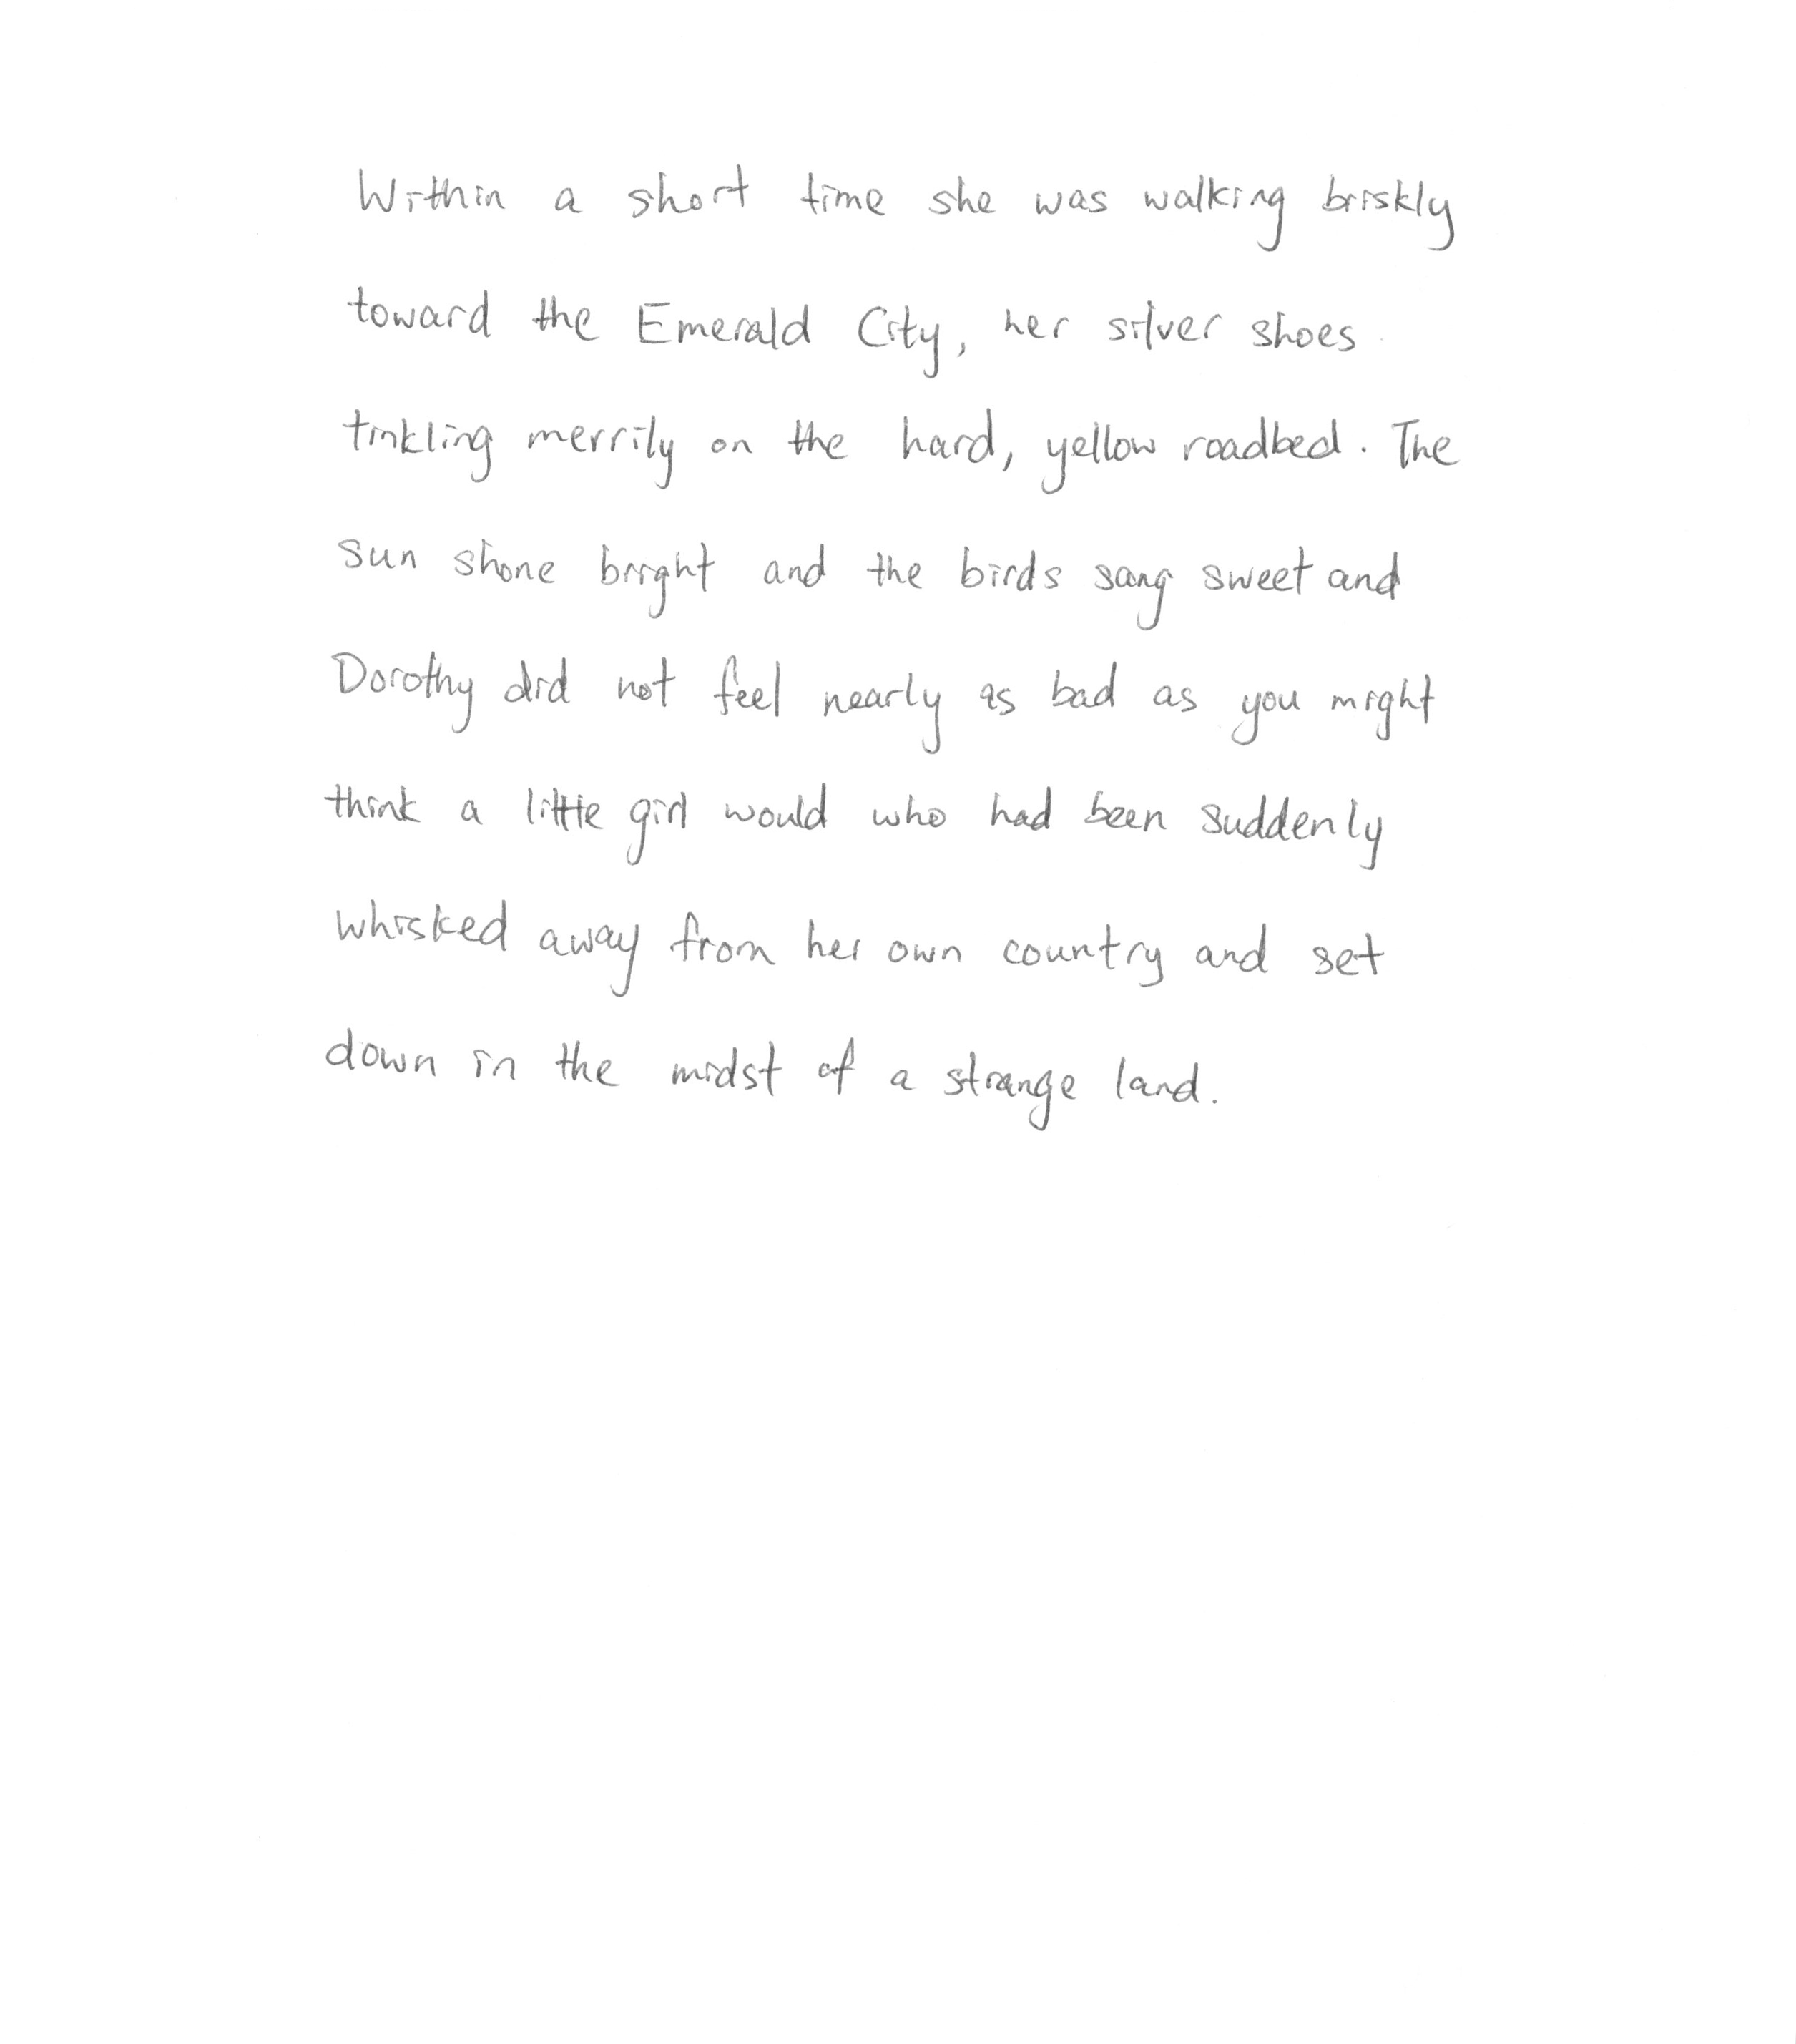 Within a short time she was walking briskly
toward the Emerald City, her silver shoes
tinkling merrily on the hard, yellow roadbed. The
sun shone bright and the birds sang sweet and
Dorothy did not feel nearly as bad as you might
think a little girl would who had been suddenly
whisked away from her own country and set
down in the midst of a strange land.